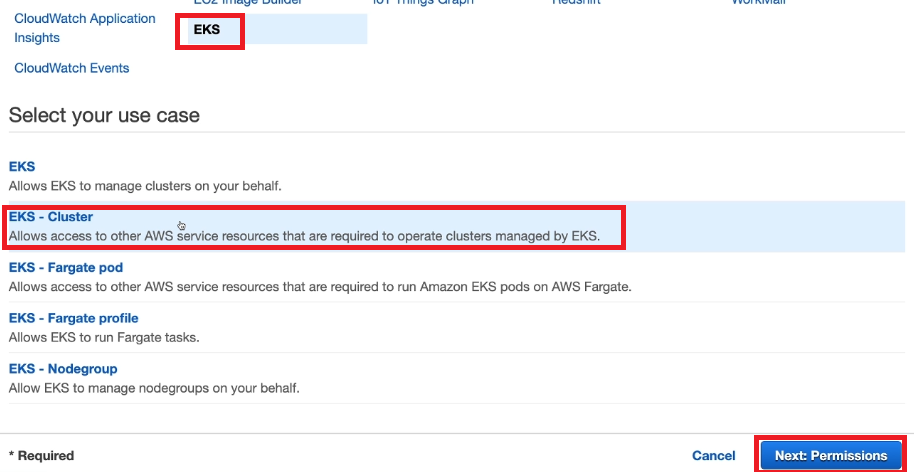 EC2 Image Builder IoT Things Graph Redshift WorkMail
CloudWatch Application
Insights
EKS
CloudWatch Events
Select your use case
EKS
Allows EKS to manage clusters on your behalf.
EKS - Cluster
Allows access to other AWS service resources that are required to operate clusters managed by EKS.
EKS - Fargate pod
Allows access to other AWS service resources that are required to run Amazon EKS pods on AWS Fargate.
EKS - Fargate profile
Allows EKS to run Fargate tasks.
EKS - Nodegroup
Allow EKS to manage nodegroups on your behalf.
* Required
Cancel
Next: Permissions